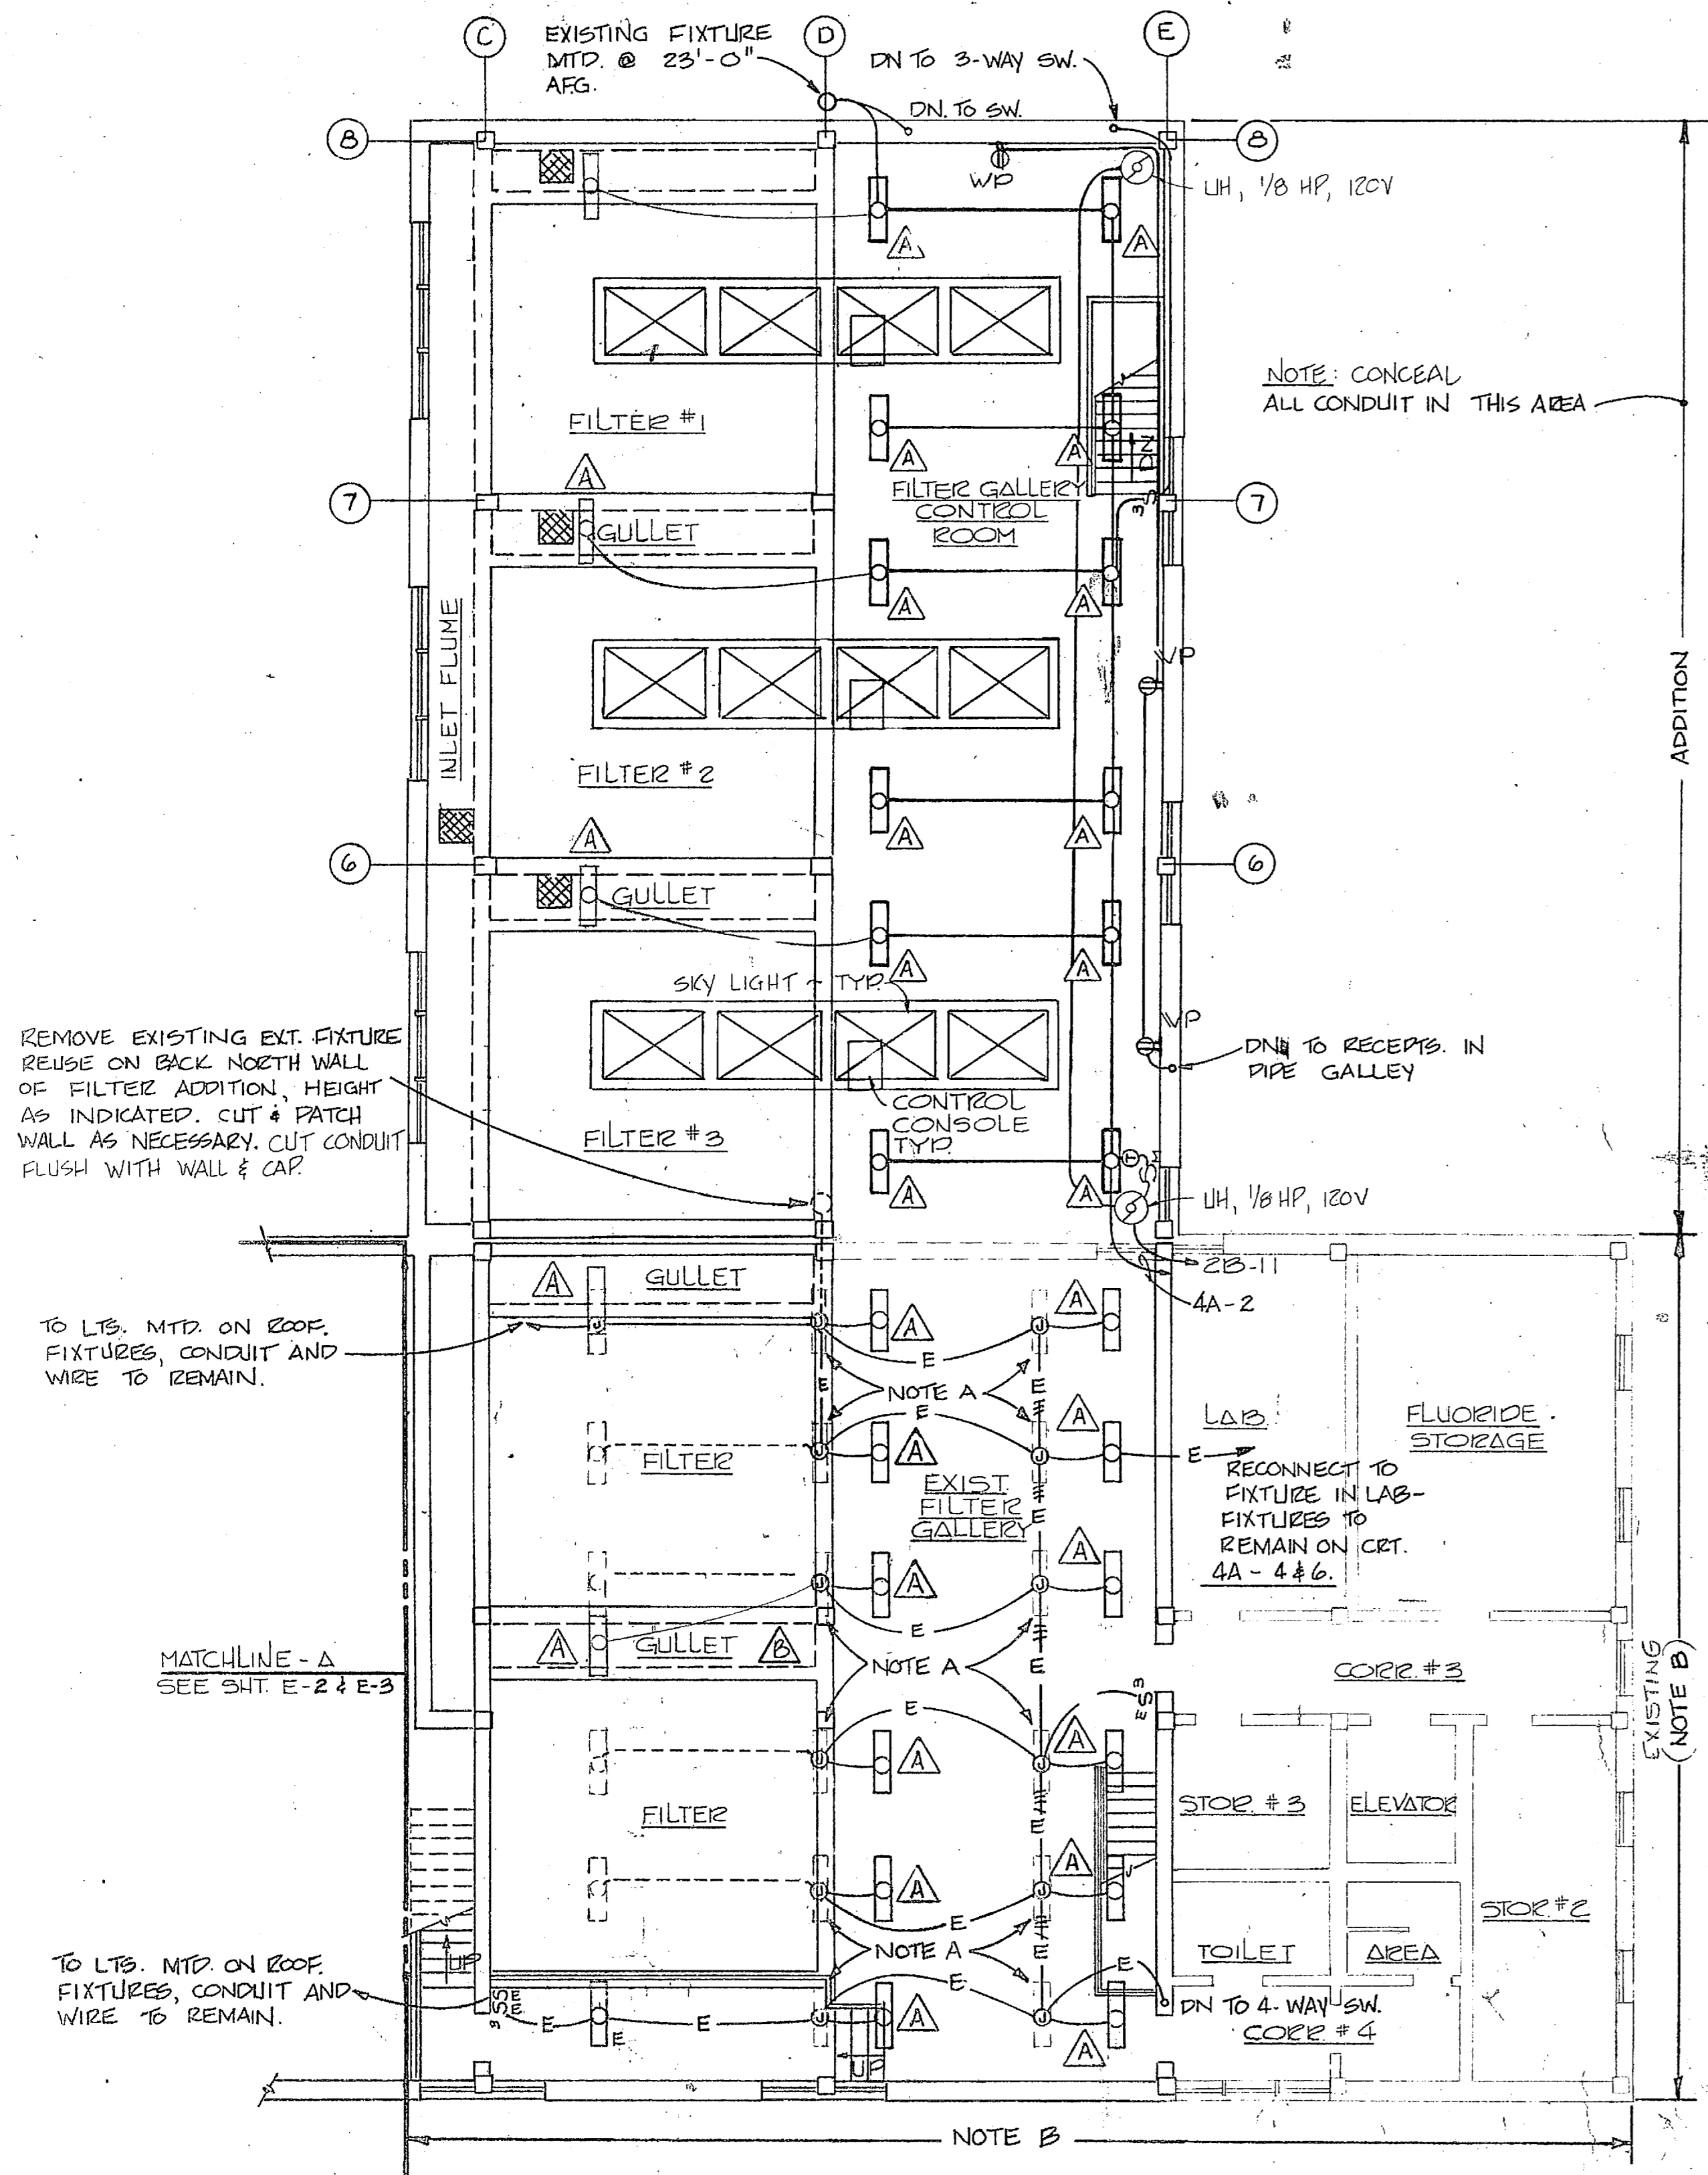 C
EXISTING FIXTURE
MTD. @ 23'-0"
AFG.
D
DN TO 3-WAY SW.
E
DN. TO SW.
8
8
WP
UH, 1/8 HP, 120V
A
A
NOTE: CONCEAL
ALL CONDUIT IN THIS AREA
FILTER #1
A
A
A
DN
FILTER GALLERY
CONTROL
ROOM
7
7
3
S
GULLET
A
A
INLET FLUME
WP
ADDITION
FILTER #2
A
A
A
6
6
GULLET
A
A
SKY LIGHT - TYP.
WP
REMOVE EXISTING EXT. FIXTURE
REUSE ON BACK NORTH WALL
OF FILTER ADDITION, HEIGHT
AS INDICATED. CUT & PATCH
WALL AS NECESSARY. CUT CONDUIT
FLUSH WITH WALL & CAP.
DN TO RECEPTS. IN
PIPE GALLEY
CONTROL
CONSOLE
TYP.
FILTER #3
T
A
A
UH, 1/8 HP, 120V
2B-11
4A-2
A
GULLET
A
A
TO LTS. MTD. ON ROOF.
FIXTURES, CONDUIT AND
WIRE TO REMAIN.
J
J
J
E
E
E
NOTE A
E
LAB
FLUORIDE
STORAGE
A
A
J
J
E
FILTER
EXIST.
FILTER
GALLERY
E
RECONNECT TO
FIXTURE IN LAB-
FIXTURES TO
REMAIN ON CRT.
4A - 4 & 6.
A
A
J
J
E
A
GULLET
B
NOTE A
E
MATCHLINE - A
SEE SHT. E-2 & E-3
CORR. #3
EXISTING
(NOTE B)
ES3
E
A
A
J
J
FILTER
E
STOR. #3
ELEVATOR
A
A
J
J
E
NOTE A
E
STOR #2
TOILET
AREA
UP
TO LTS. MTD. ON ROOF.
FIXTURES, CONDUIT AND
WIRE TO REMAIN.
E
E
3SS
E
E
E
E
E
J
J
A
A
UP
DN TO 4-WAY SW.
CORR #4
NOTE B